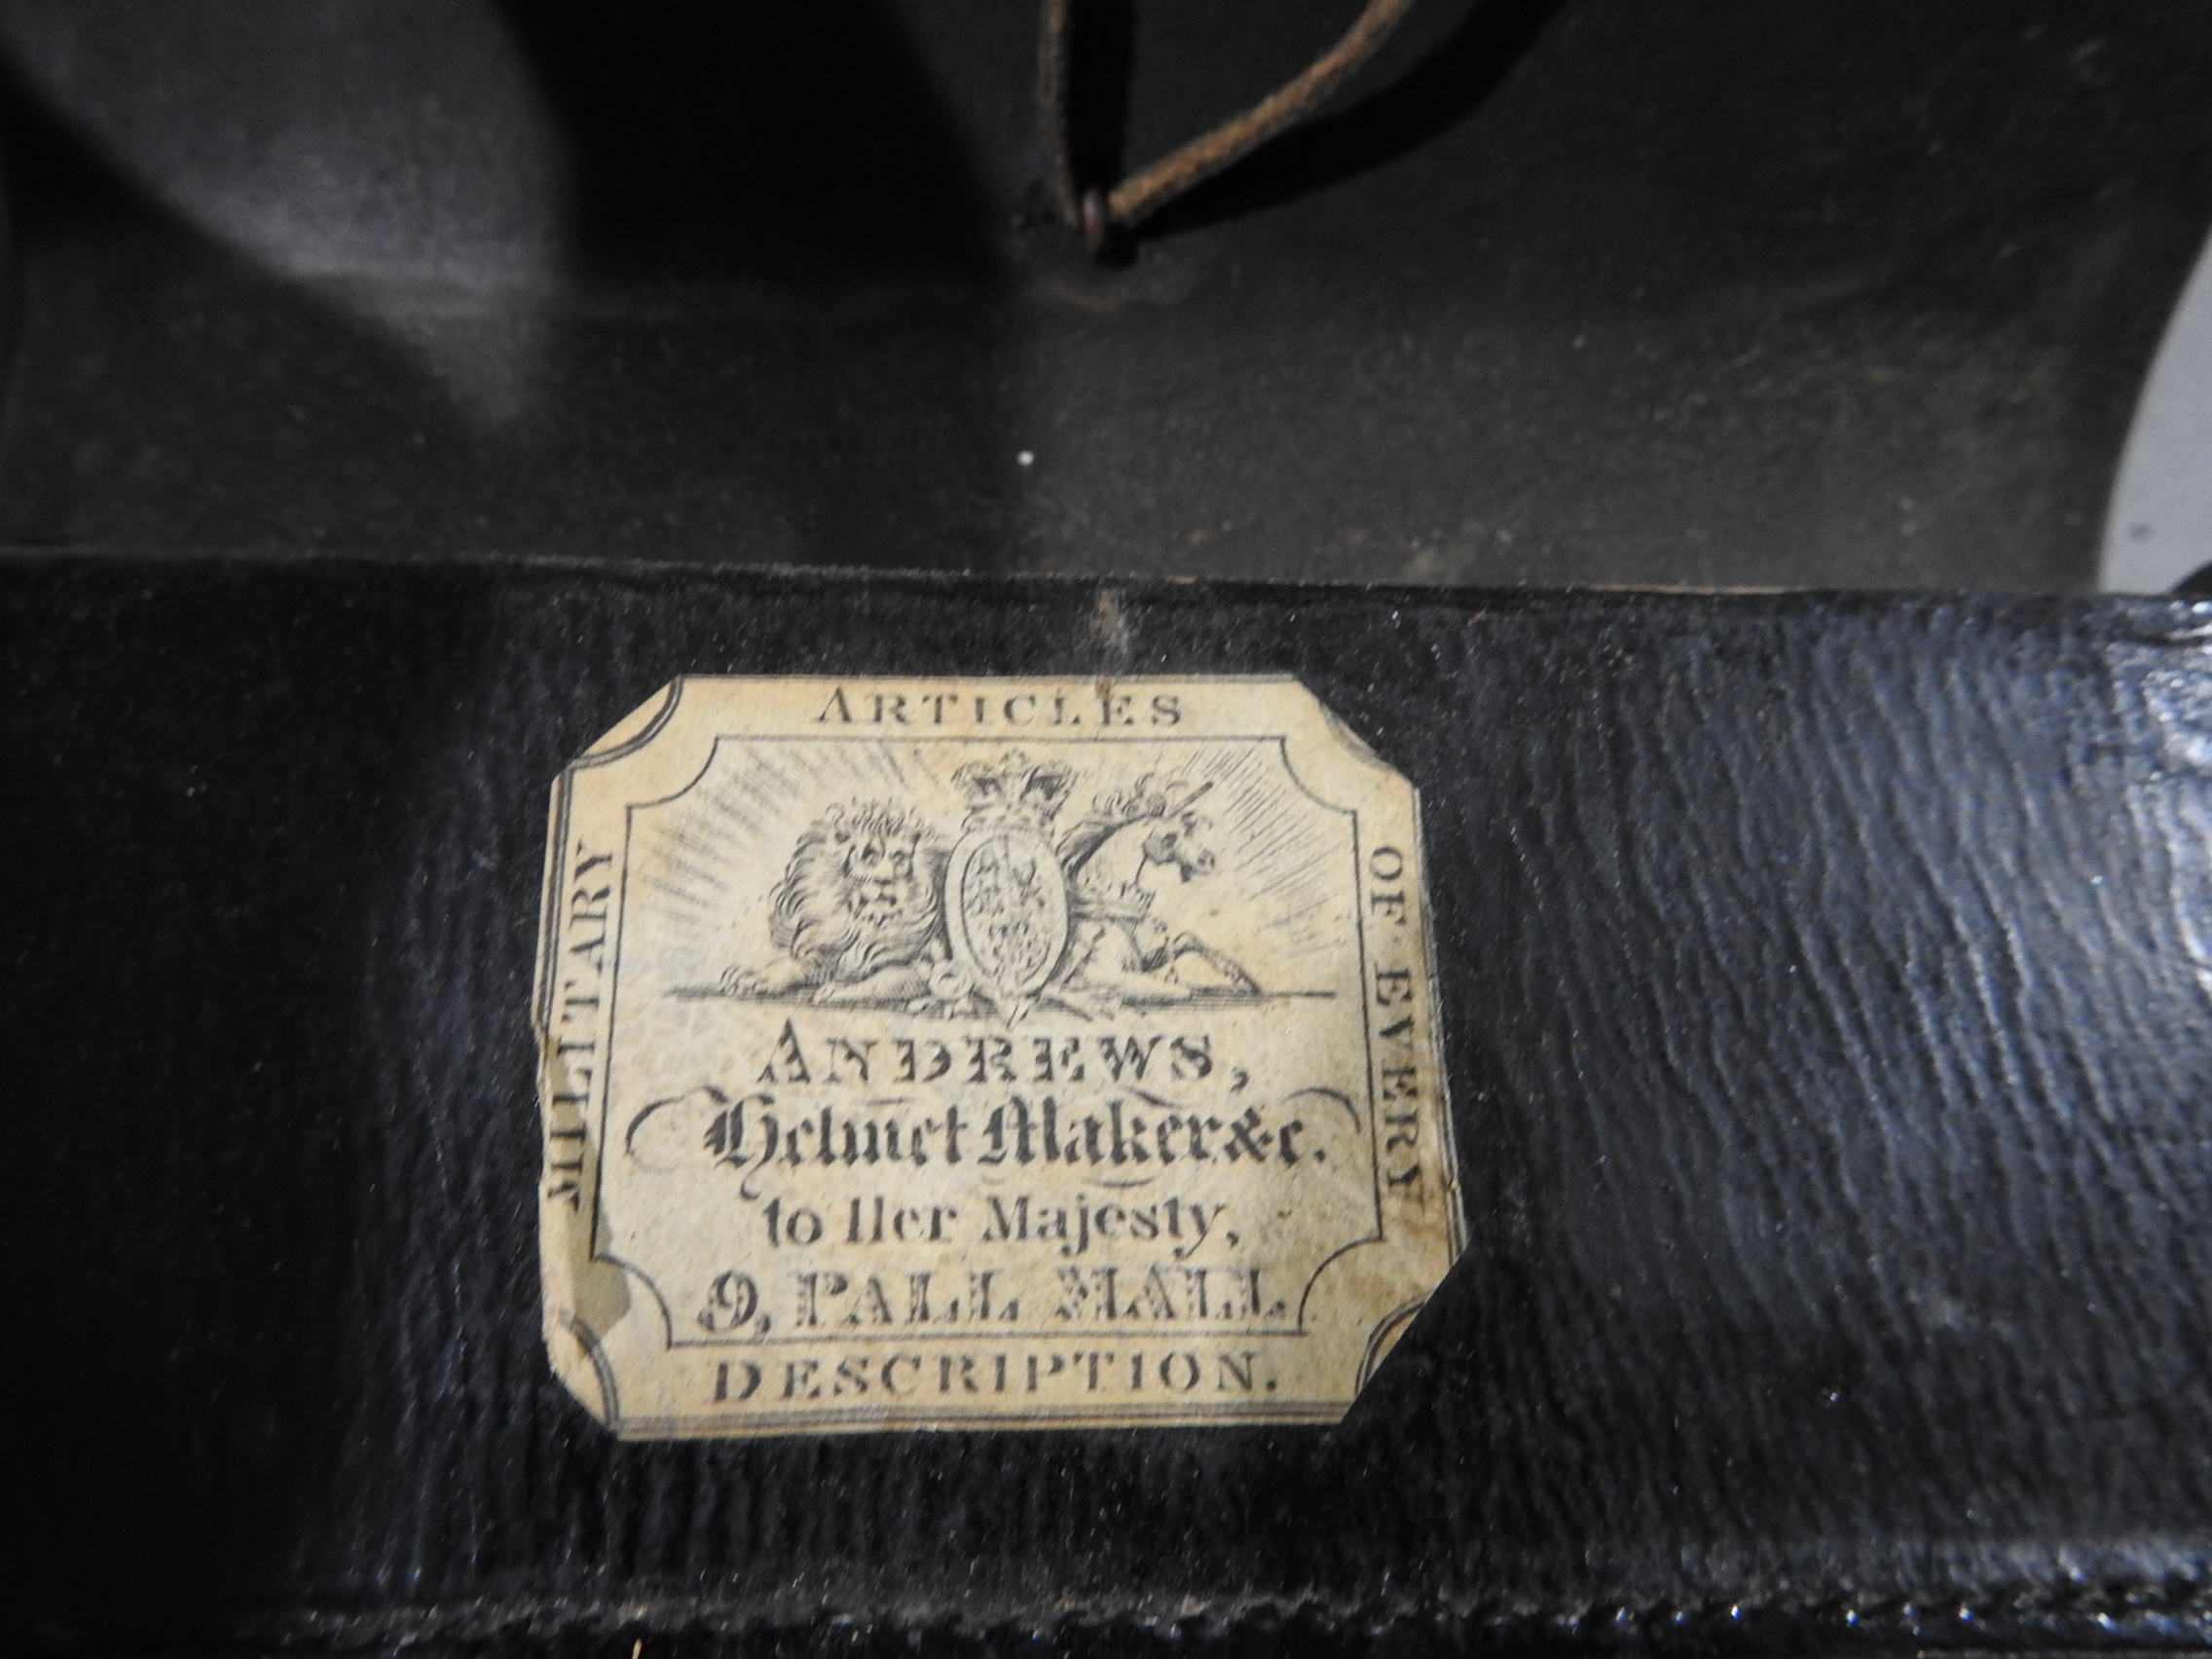 MILITARY
ARTICLES
OF EVERY
DESCRIPTION.
ANDREWS,
Helmet Maker &c.
to Her Majesty,
9, PALL MALL